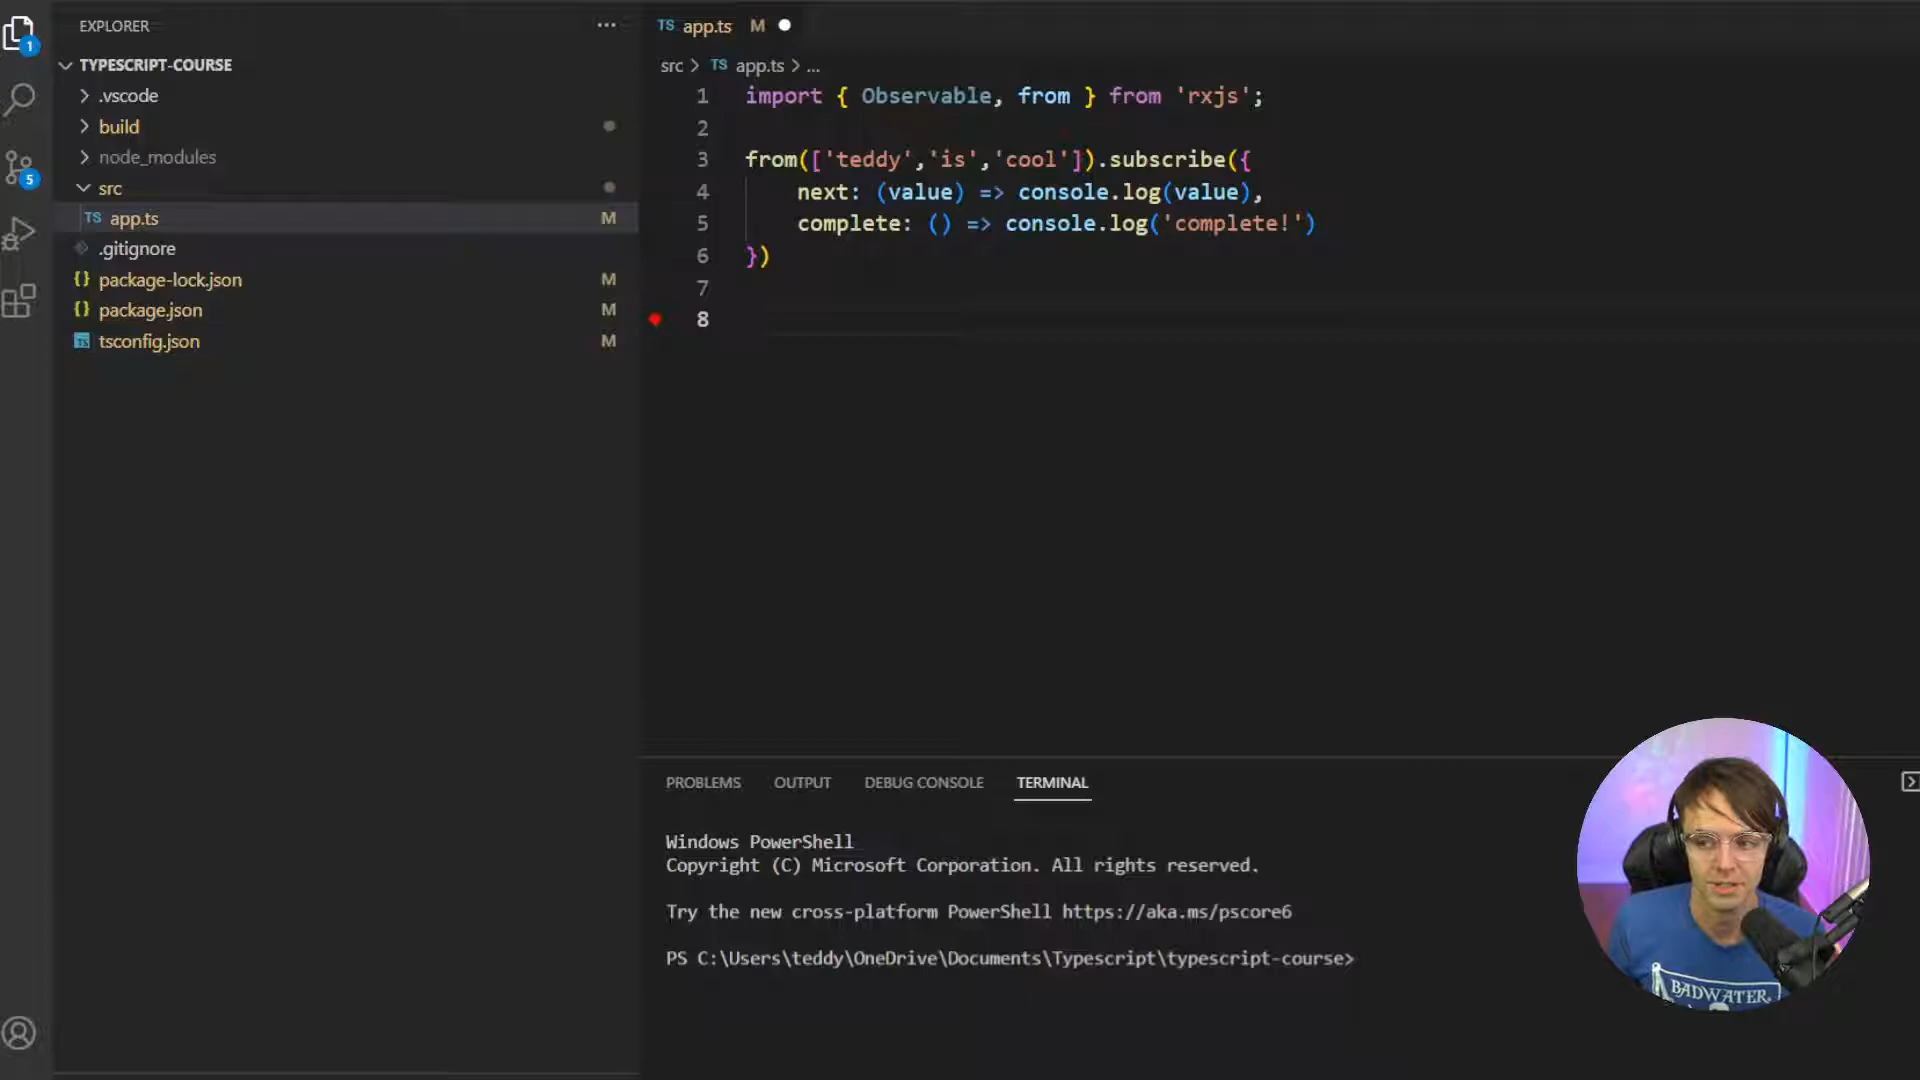 EXPLORER
TYPESCRIPT-COURSE
.vscode
build
node_modules
src
TS app.ts M
.gitignore
{} package-lock.json M
{} package.json M
TS tsconfig.json M
1
5
TS app.ts M
src > TS app.ts > ...
1 import { Observable, from } from 'rxjs';
2
3 from(['teddy','is','cool']).subscribe({
4 next: (value) => console.log(value),
5 complete: () => console.log('complete!')
6 })
7
8
PROBLEMS OUTPUT DEBUG CONSOLE TERMINAL
Windows PowerShell
Copyright (C) Microsoft Corporation. All rights reserved.
Try the new cross-platform PowerShell https://aka.ms/pscore6
PS C:\Users\teddy\OneDrive\Documents\Typescript\typescript-course>
BADWATER